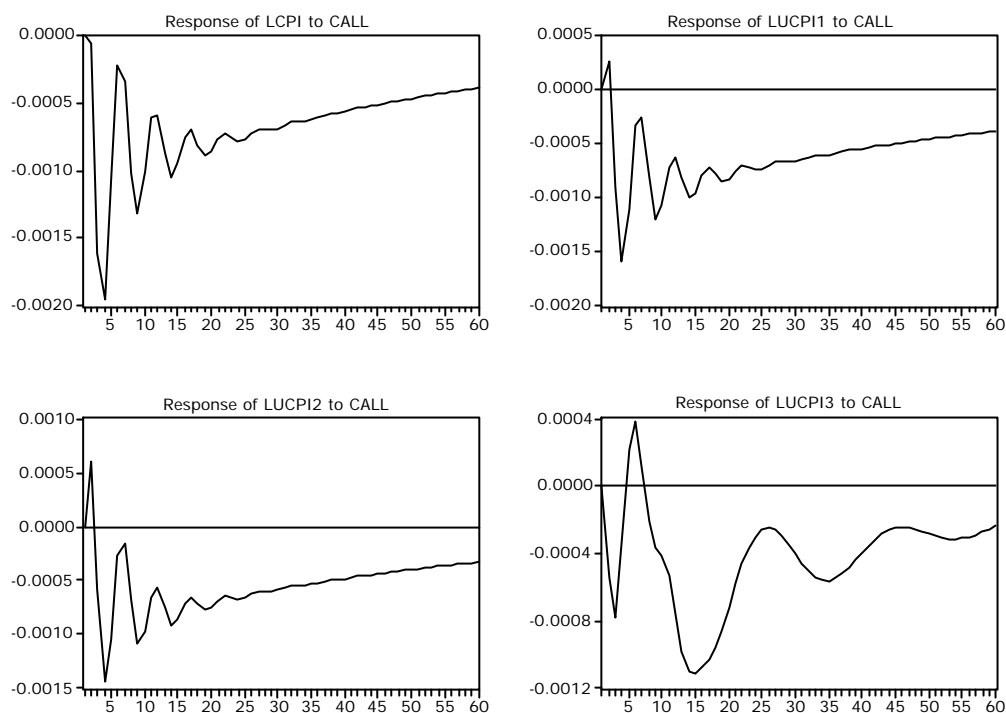 Response of LCPI to CALL
0.0000
-0.0005
-0.0010
-0.0015
-0.0020
5 10 15 20 25 30 35 40 45 50 55 60
Response of LUCPI1 to CALL
0.0005
0.0000
-0.0005
-0.0010
-0.0015
-0.0020
5 10 15 20 25 30 35 40 45 50 55 60
Response of LUCPI2 to CALL
0.0010
0.0005
0.0000
-0.0005
-0.0010
-0.0015
5 10 15 20 25 30 35 40 45 50 55 60
Response of LUCPI3 to CALL
0.0004
0.0000
-0.0004
-0.0008
-0.0012
5 10 15 20 25 30 35 40 45 50 55 60